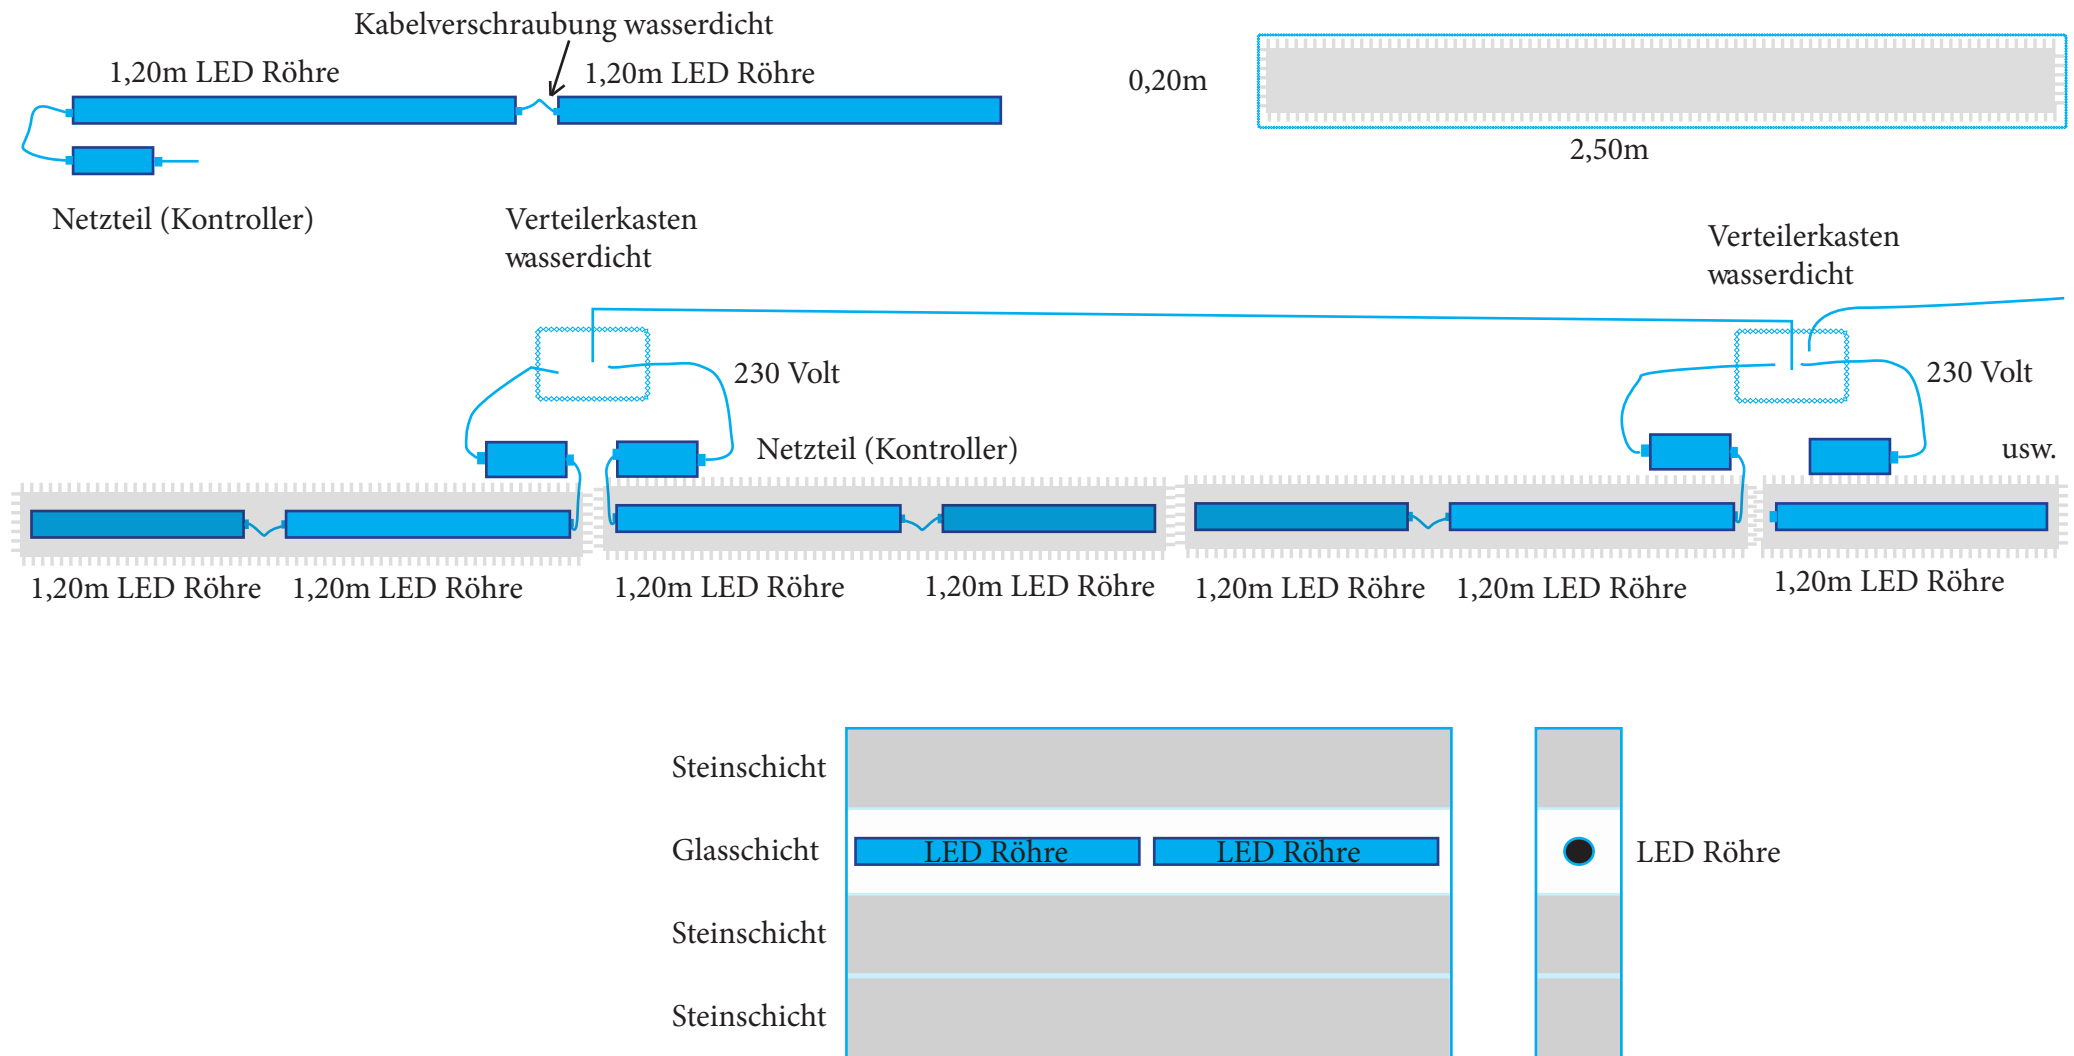 Kabelverschraubung wasserdicht
1,20m LED Röhre
1,20m LED Röhre
0,20m
2,50m
Netzteil (Kontroller)
Verteilerkasten
wasserdicht
Verteilerkasten
wasserdicht
230 Volt
230 Volt
Netzteil (Kontroller)
usw.
1,20m LED Röhre
1,20m LED Röhre
1,20m LED Röhre
1,20m LED Röhre
1,20m LED Röhre
1,20m LED Röhre
1,20m LED Röhre
Steinschicht
Glasschicht
LED Röhre
LED Röhre
LED Röhre
Steinschicht
Steinschicht